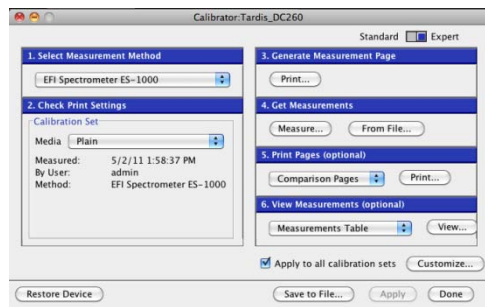 Calibrator:Tardis_DC260
Standard Expert
1. Select Measurement Method
EFI Spectrometer ES-1000
2. Check Print Settings
Calibration Set
Media Plain
Measured: 5/2/11 1:58:37 PM
By User: admin
Method: EFI Spectrometer ES-1000
3. Generate Measurement Page
Print...
4. Get Measurements
Measure... From File...
5. Print Pages (optional)
Comparison Pages Print...
6. View Measurements (optional)
Measurements Table View...
Apply to all calibration sets Customize...
Restore Device Save to File... Apply Done